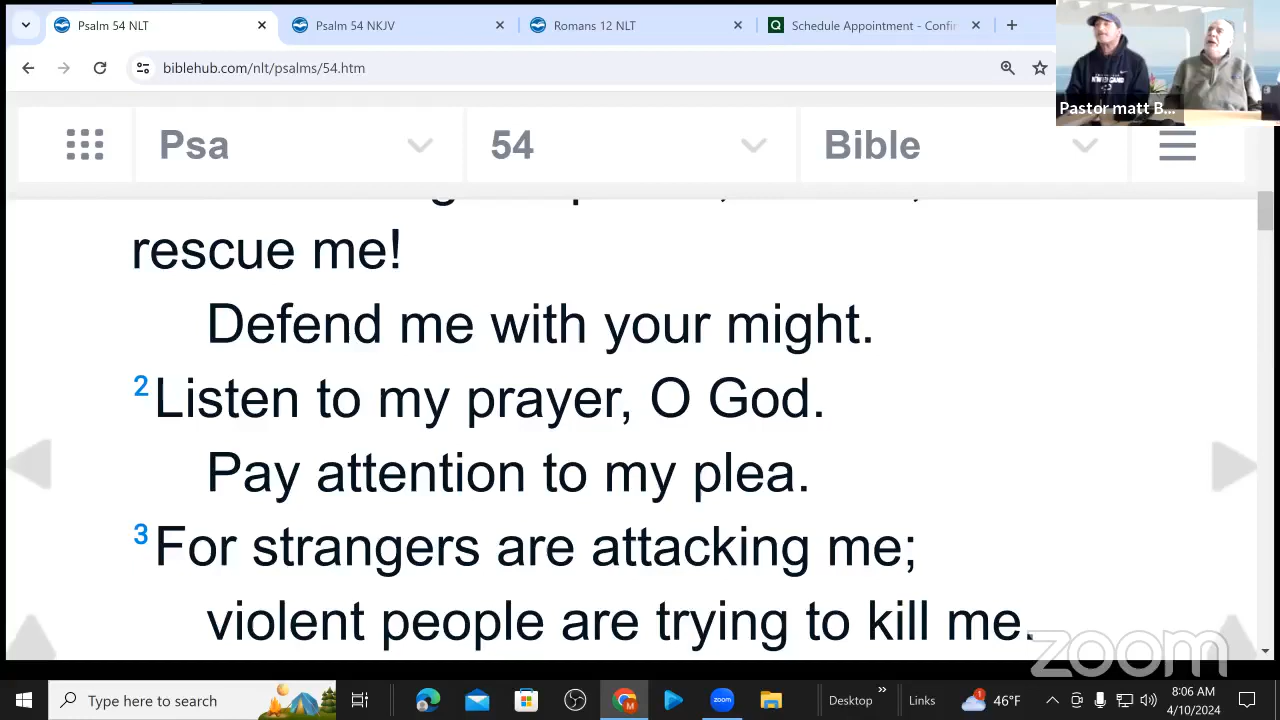 Psalm 54 NLT
Psalm 54 NKJV
Romans 12 NLT
Schedule Appointment - Confir
biblehub.com/nlt/psalms/54.htm
Pastor matt B...
Psa
54
Bible
rescue me!
Defend me with your might.
2 Listen to my prayer, O God.
Pay attention to my plea.
3 For strangers are attacking me;
violent people are trying to kill me.
zoom
Type here to search
zoom
Desktop
Links
46°F
8:06 AM
4/10/2024